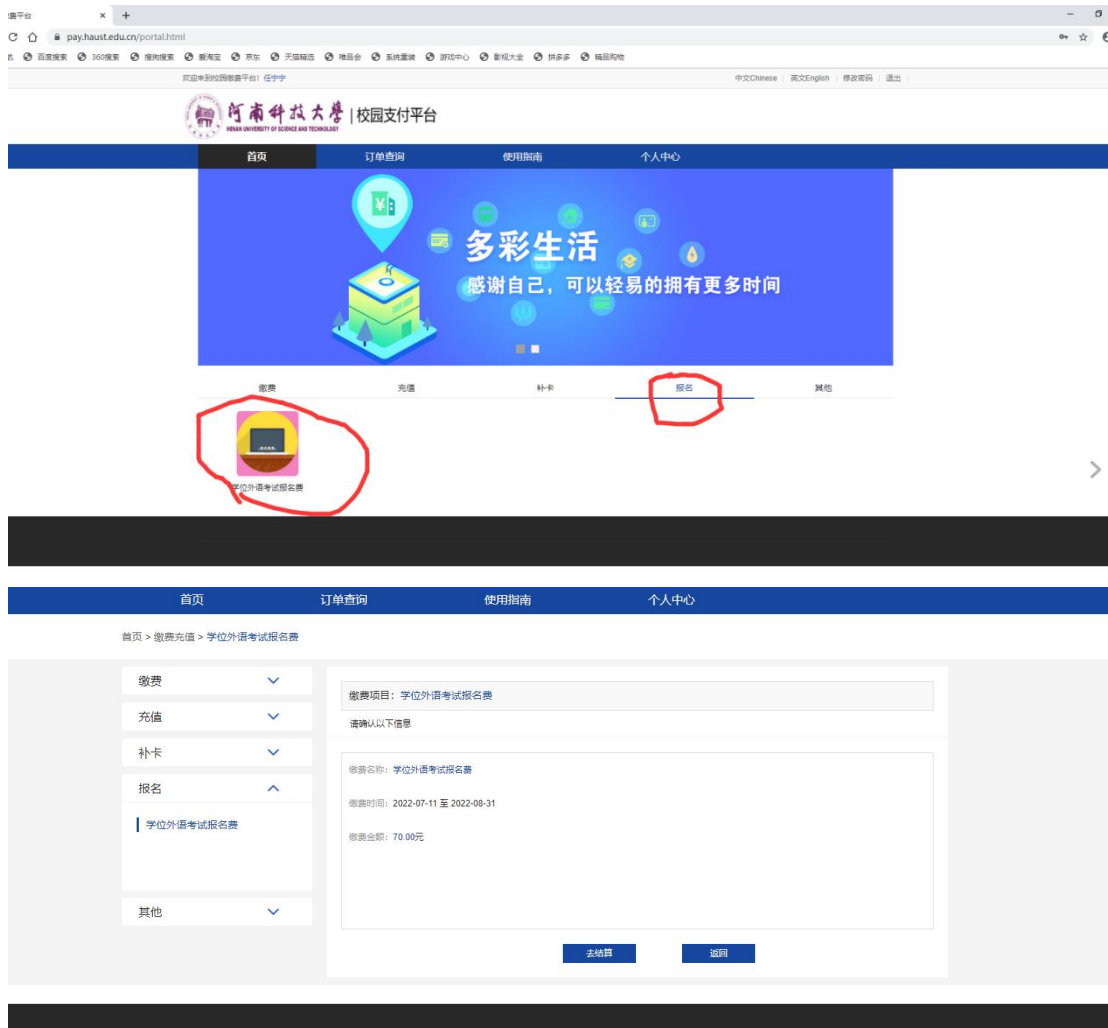 pay.haust.edu.cn/portal.html
百度搜索 360搜索 搜狗搜索 爱淘宝 京东 天猫精选 唯品会 系统重装 游戏中心 影视大全 拼多多 精品购物
欢迎来到校园缴费平台! 任宁宁 中文Chinese 英文English 修改密码 退出
河南科技大学 | 校园支付平台
HENAN UNIVERSITY OF SCIENCE AND TECHNOLOGY
首页 订单查询 使用指南 个人中心
多彩生活
感谢自己,可以轻易的拥有更多时间
缴费 充值 补卡 报名 其他
学位外语考试报名费
首页 订单查询 使用指南 个人中心
首页 > 缴费充值 > 学位外语考试报名费
缴费
充值
补卡
报名
学位外语考试报名费
其他
缴费项目:学位外语考试报名费
请确认以下信息
缴费名称:学位外语考试报名费
缴费时间:2022-07-11 至 2022-08-31
缴费金额:70.00元
去结算 返回